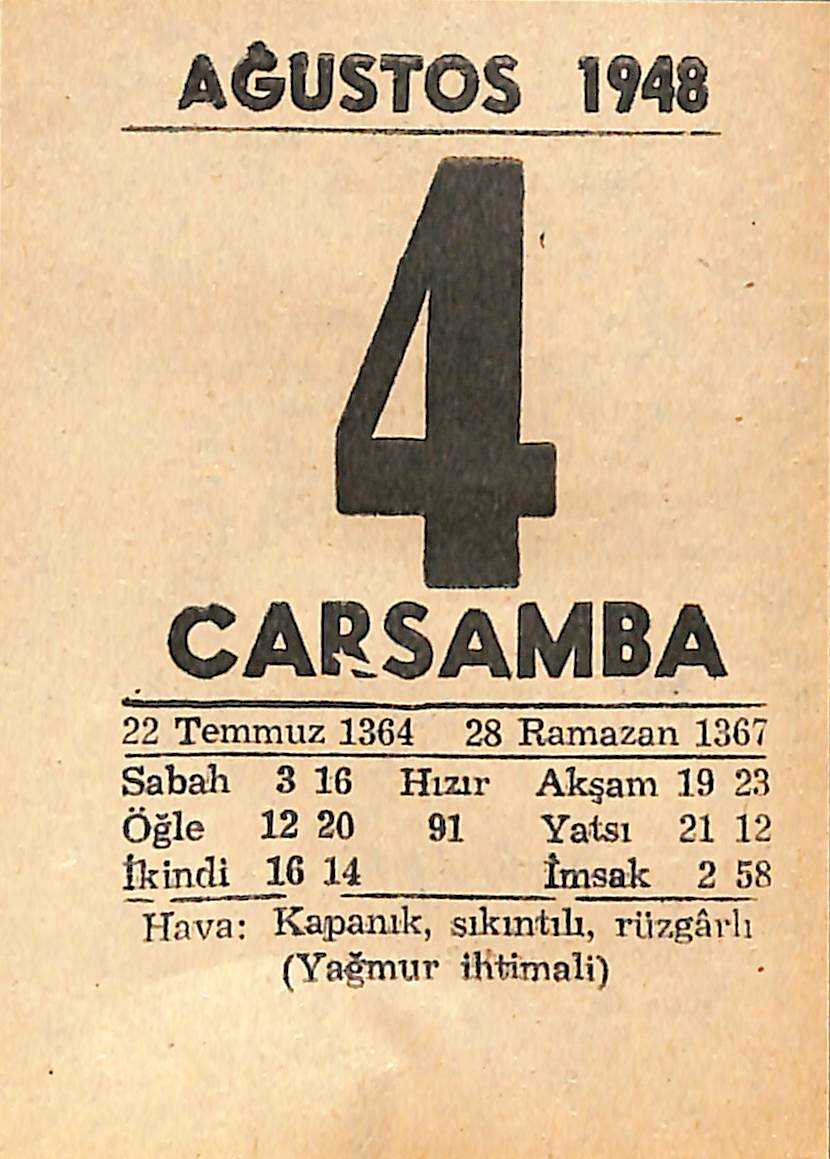 AĞUSTOS 1948
4
ÇARŞAMBA
22 Temmuz 1364 28 Ramazan 1367
Sabah 3 16 Hızır Akşam 19 23
Öğle 12 20 91 Yatsı 21 12
İkindi 16 14 İmsak 2 58
Hava: Kapanık, sıkıntılı, rüzgârlı
(Yağmur ihtimali)